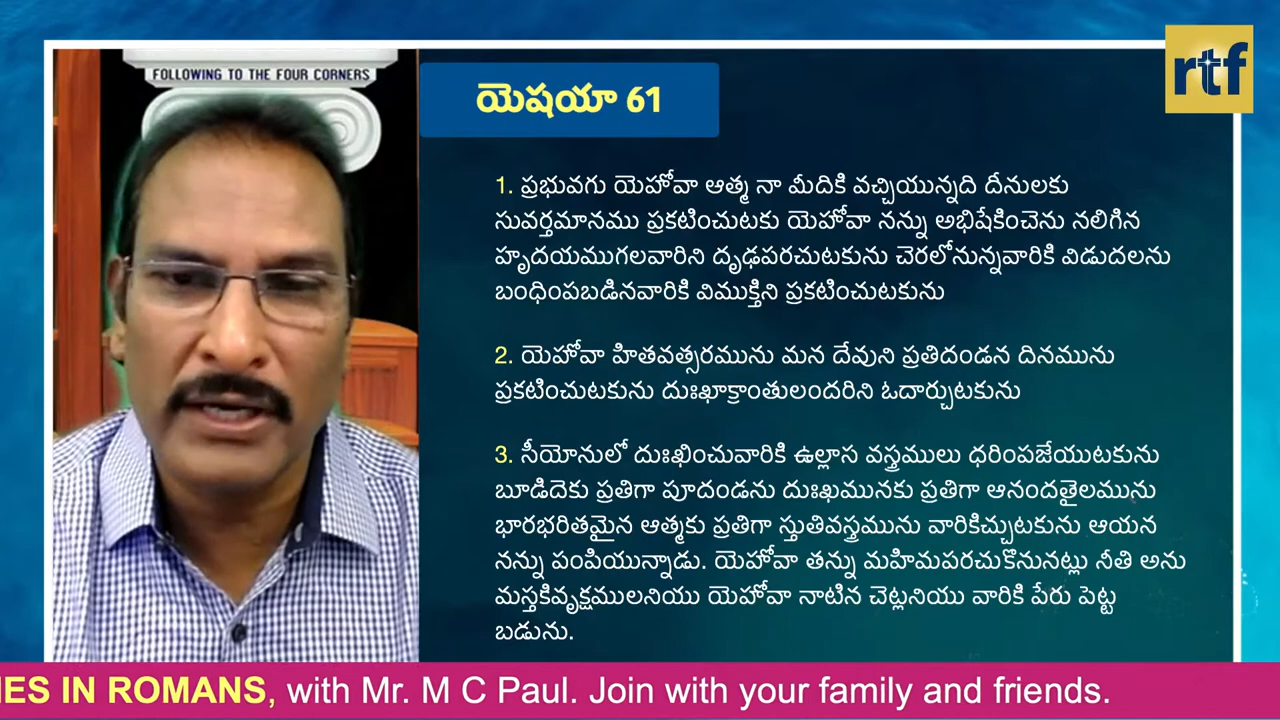 FOLLOWING TO THE FOUR CORNERS
rtf
యెషయా 61
1. ప్రభువగు యెహోవా ఆత్మ నా మీదికి వచ్చియున్నది దీనులకు
సువర్తమానము ప్రకటించుటకు యెహోవా నన్ను అభిషేకించెను నలిగిన
హృదయముగలవారిని దృఢపరచుటకును చెరలోనున్నవారికి విడుదలను
బంధింపబడినవారికి విముక్తిని ప్రకటించుటకును
2. యెహోవా హితవత్సరమును మన దేవుని ప్రతిదండన దినమును
ప్రకటించుటకును దుఃఖాక్రాంతులందరిని ఓదార్చుటకును
3. సీయోనులో దుఃఖించువారికి ఉల్లాస వస్త్రములు ధరింపజేయుటకును
బూడిదెకు ప్రతిగా పూదండను దుఃఖమునకు ప్రతిగా ఆనందతైలమును
భారభరితమైన ఆత్మకు ప్రతిగా స్తుతివస్త్రమును వారికిచ్చుటకును ఆయన
నన్ను పంపియున్నాడు. యెహోవా తన్ను మహిమపరచుకొనునట్లు నీతి అను
మస్తకివృక్షములనియు యెహోవా నాటిన చెట్లనియు వారికి పేరు పెట్ట
బడును.
IES IN ROMANS, with Mr. M C Paul. Join with your family and friends.